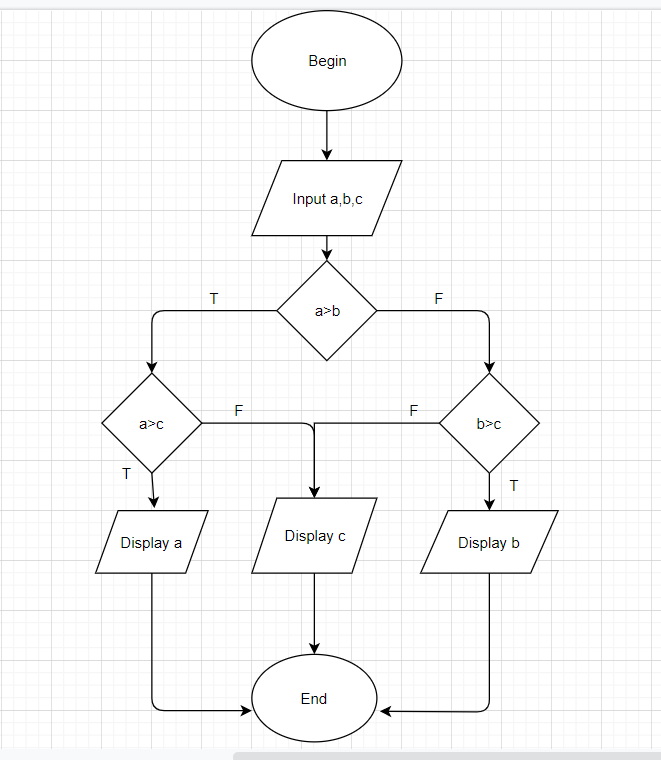 Begin
Input a,b,c
a>b
T
F
a>c
F
F
b>c
T
T
Display a
Display c
Display b
End